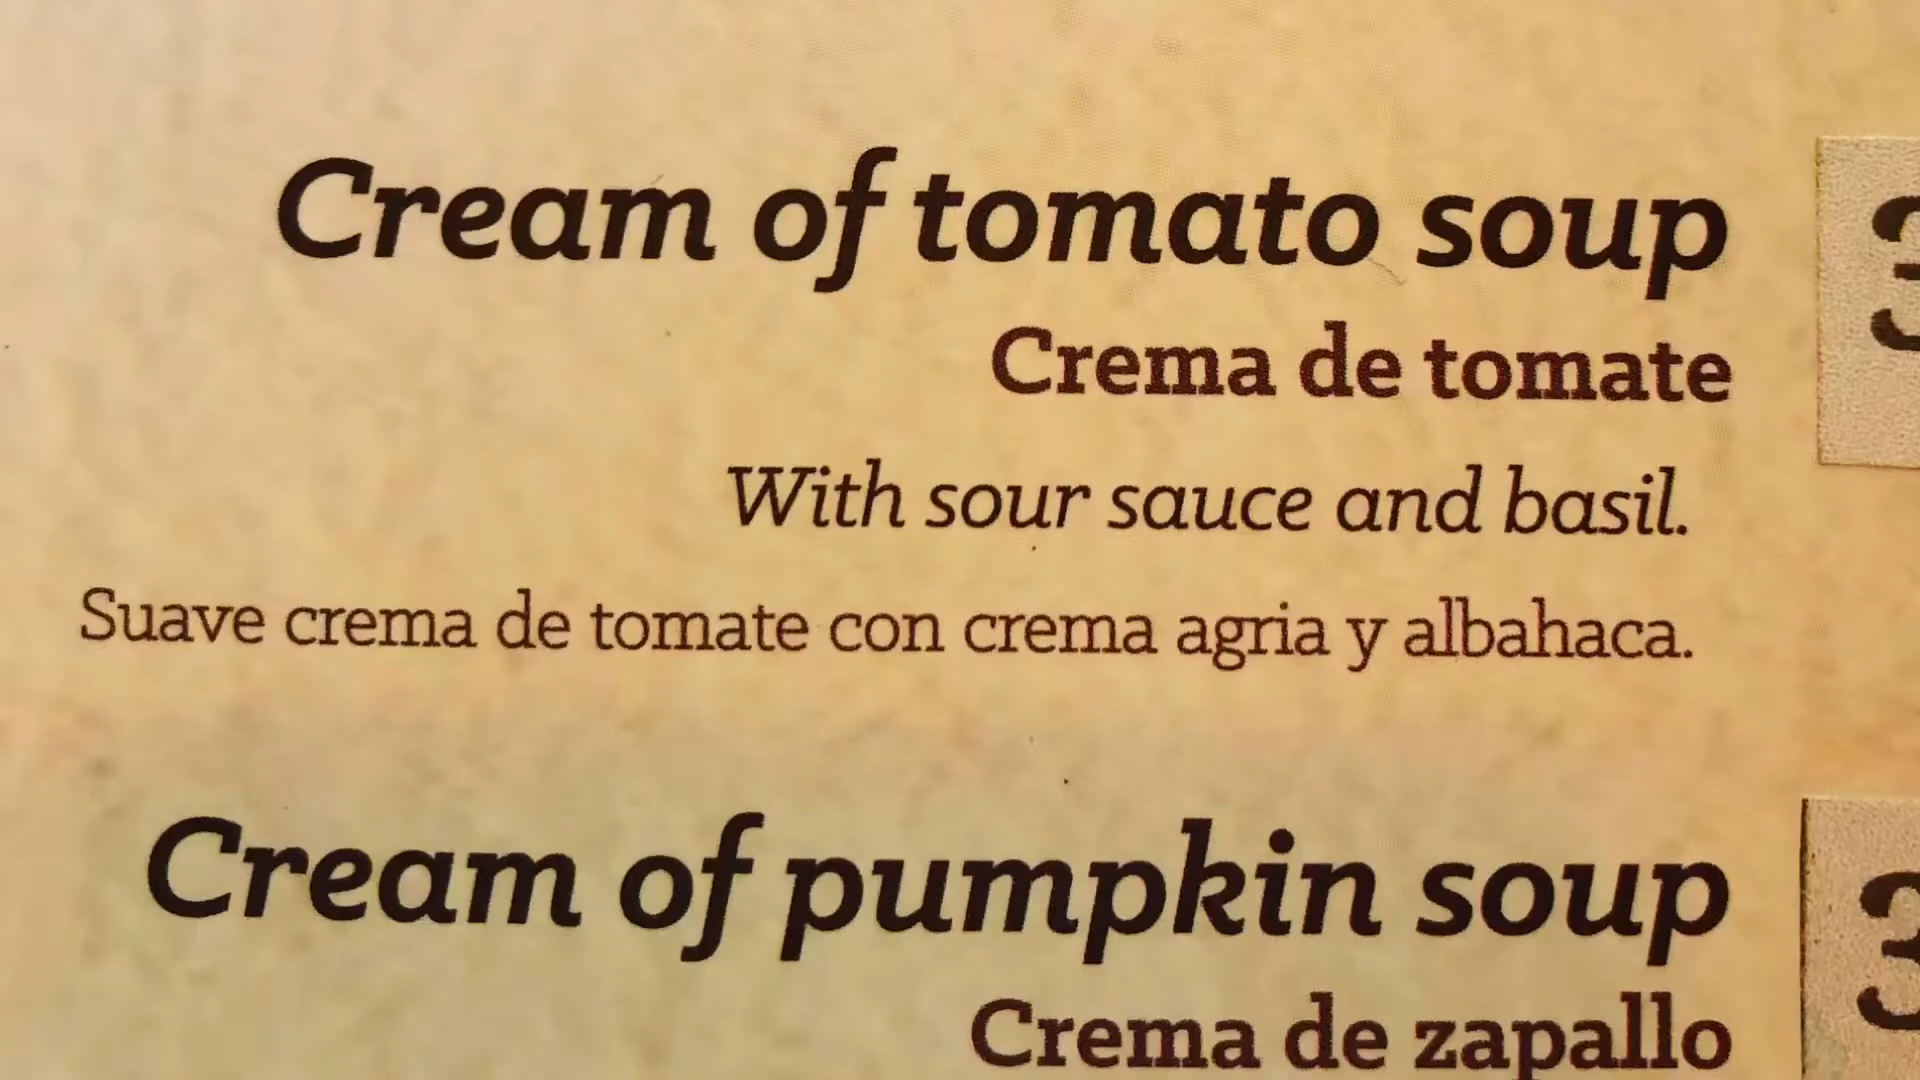 Cream of tomato soup
Crema de tomate
With sour sauce and basil.
Suave crema de tomate con crema agria y albahaca.
Cream of pumpkin soup
Crema de zapallo